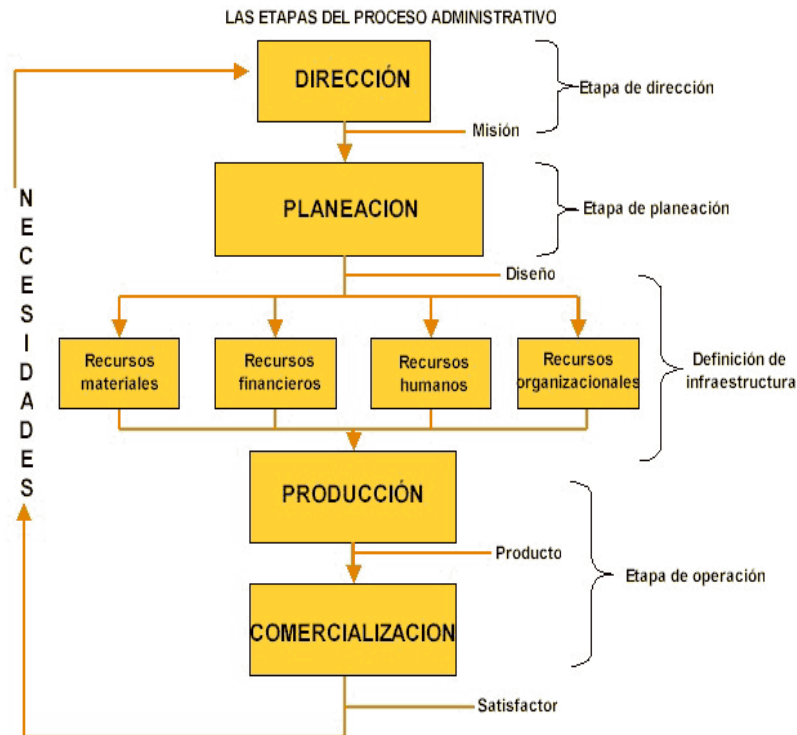 LAS ETAPAS DEL PROCESO ADMINISTRATIVO
DIRECCIÓN
Etapa de dirección
Misión
PLANEACION
Etapa de planeación
Diseño
Recursos
materiales
Recursos
financieros
Recursos
humanos
Recursos
organizacionales
Definición de
infraestructura
PRODUCCIÓN
Producto
Etapa de operación
COMERCIALIZACION
Satisfactor
NECESIDADES